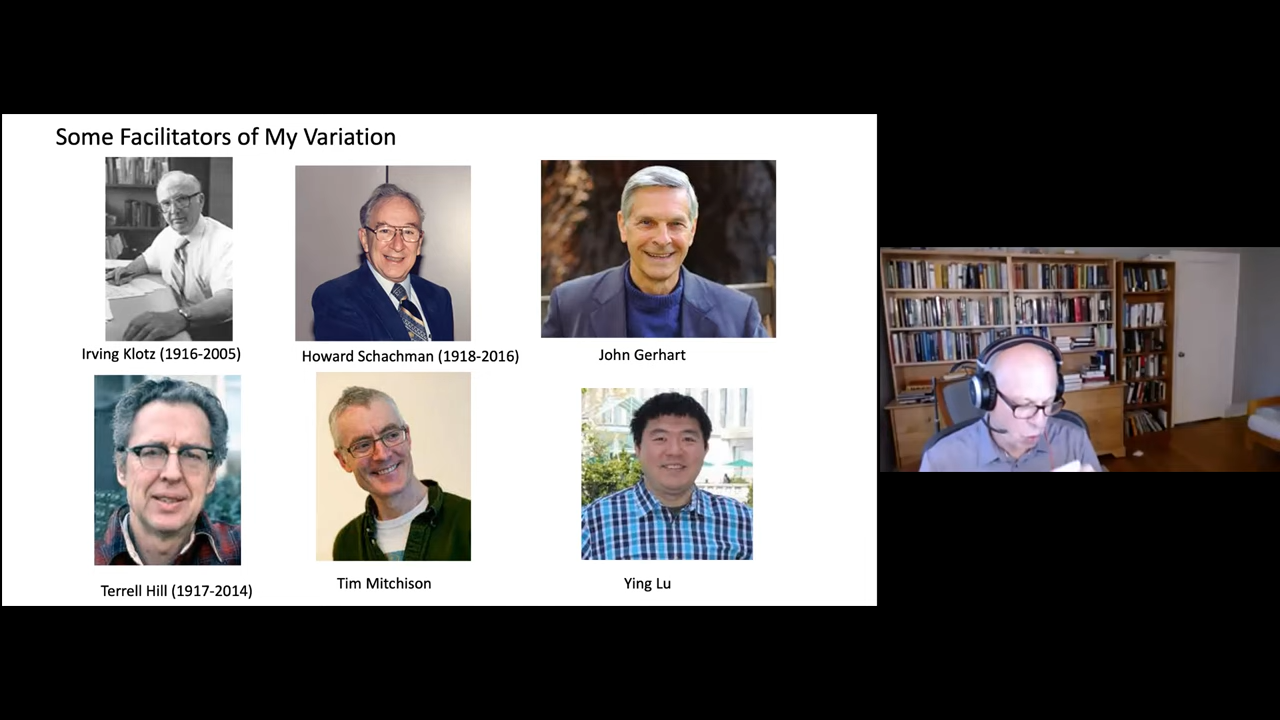 Some Facilitators of My Variation
Irving Klotz (1916-2005)
Howard Schachman (1918-2016)
John Gerhart
Terrell Hill (1917-2014)
Tim Mitchison
Ying Lu